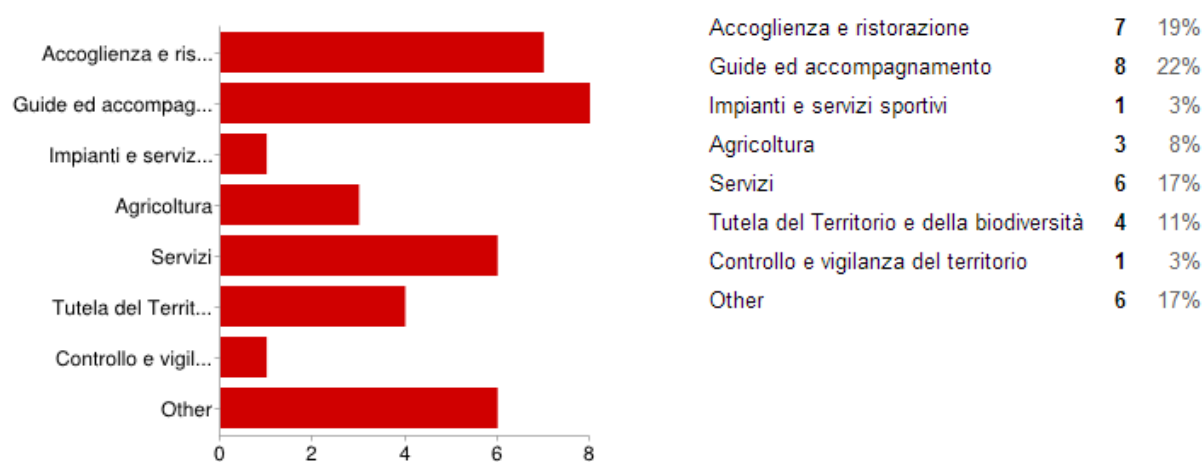 Accoglienza e ris...
Guide ed accompag...
Impianti e serviz...
Agricoltura
Servizi
Tutela del Territ...
Controllo e vigil...
Other
0 2 4 6 8
Accoglienza e ristorazione 7 19%
Guide ed accompagnamento 8 22%
Impianti e servizi sportivi 1 3%
Agricoltura 3 8%
Servizi 6 17%
Tutela del Territorio e della biodiversità 4 11%
Controllo e vigilanza del territorio 1 3%
Other 6 17%